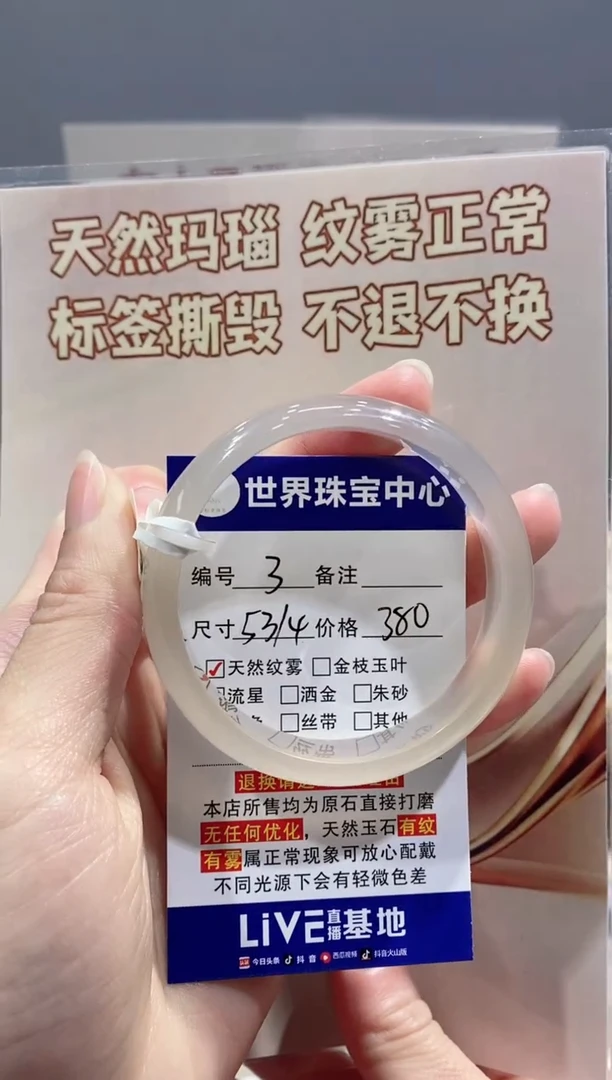 天然玛瑙 纹雾正常
标签撕毁 不退不换
世界珠宝中心
编号 3 备注
尺寸 53/4 价格 380
✓天然纹雾 □金枝玉叶
流星 □洒金 □朱砂
□丝带 □其他
退换请
本店所售均为原石直接打磨
无任何优化，天然玉石有纹
有雾属正常现象可放心配戴
不同光源下会有轻微色差
LiVE直播基地
今日头条 抖音 西瓜视频 抖音火山版